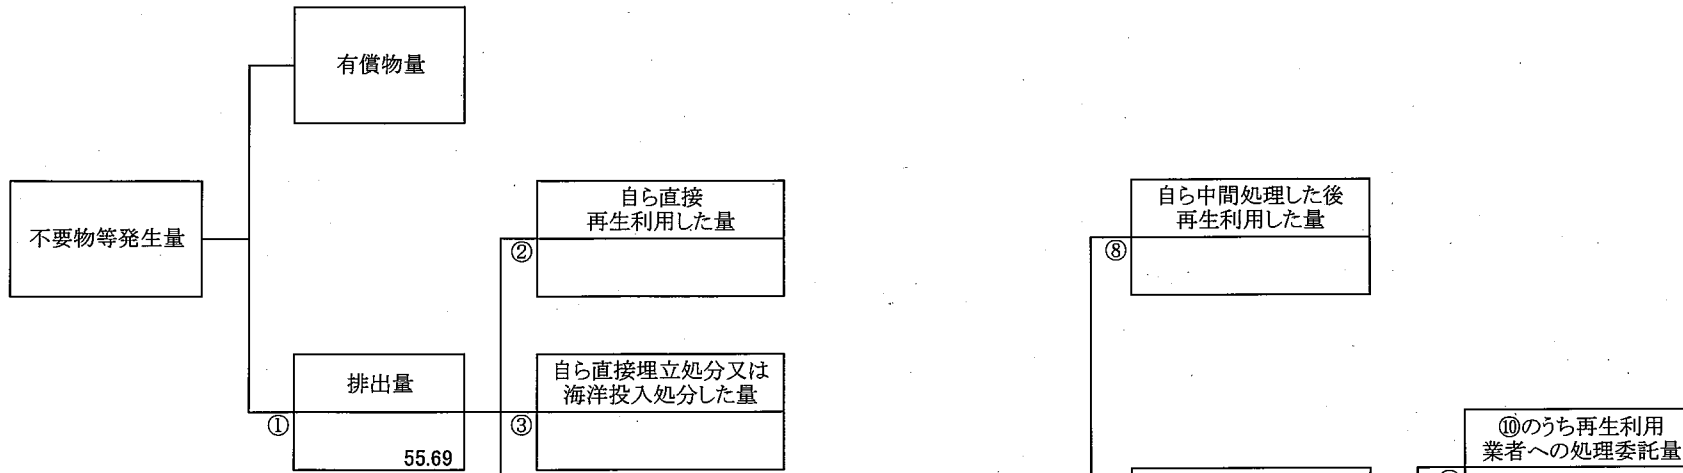 有償物量
不要物等発生量
自ら直接
再生利用した量
②
自ら中間処理した後
再生利用した量
⑧
排出量
①
55.69
自ら直接埋立処分又は
海洋投入処分した量
③
⑩のうち再生利用
業者への処理委託量